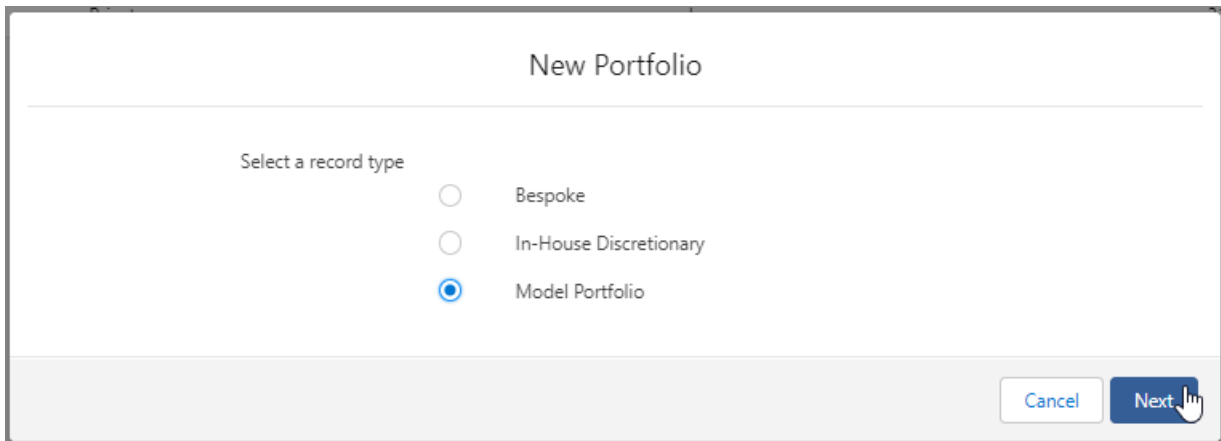 New Portfolio
Select a record type
Bespoke
In-House Discretionary
Model Portfolio
Cancel
Next